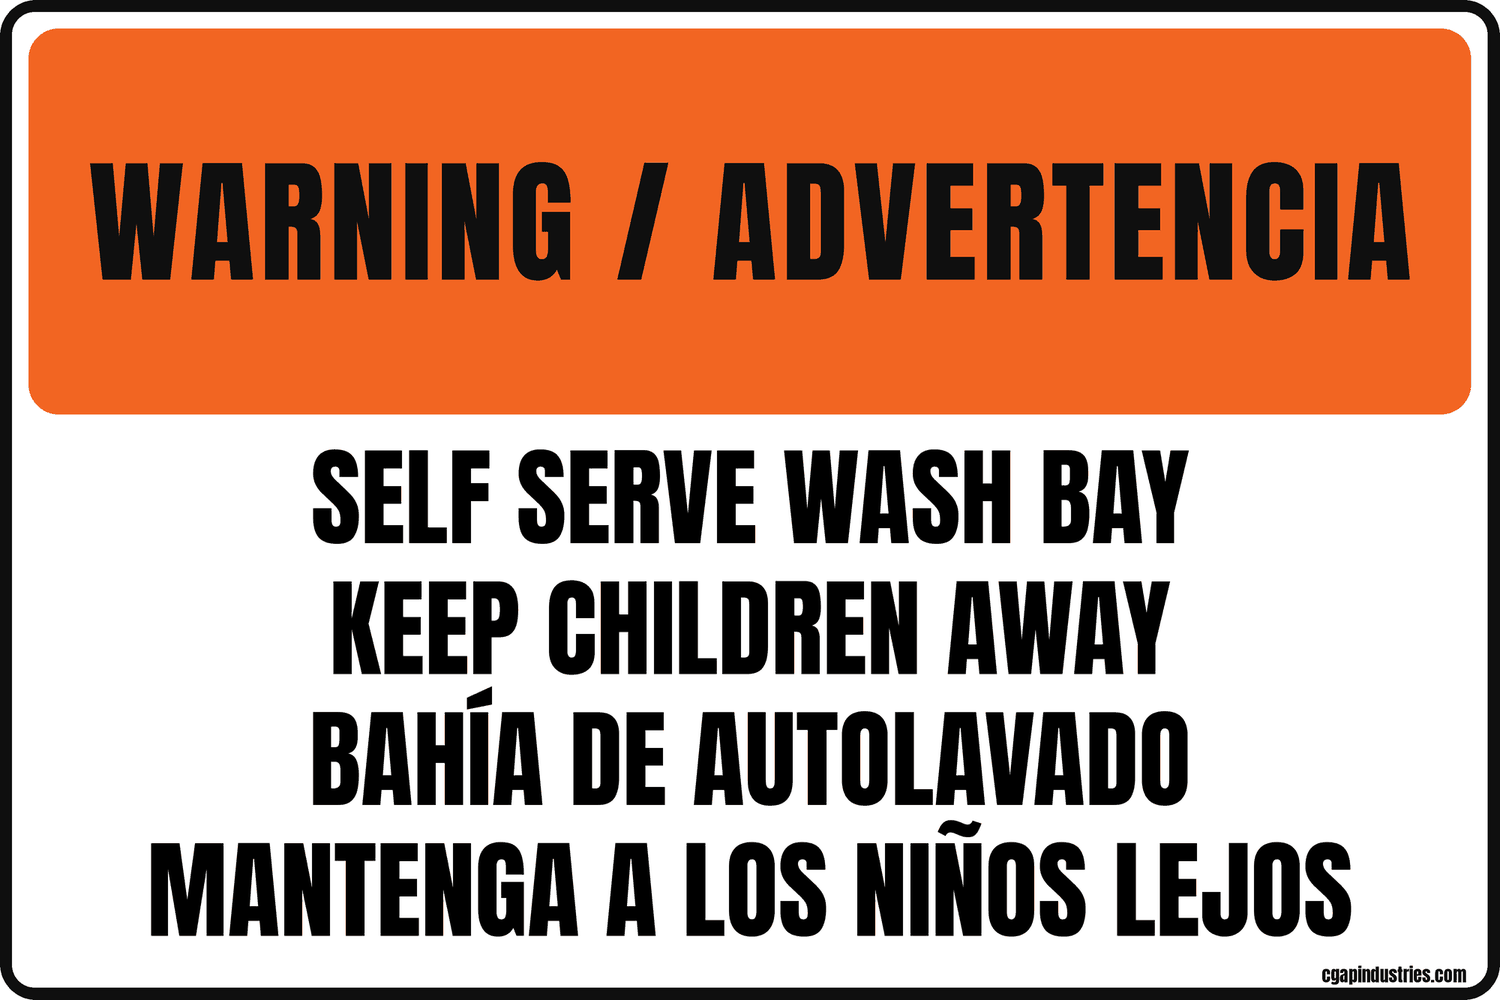 WARNING / ADVERTENCIA
SELF SERVE WASH BAY
KEEP CHILDREN AWAY
BAHÍA DE AUTOLAVADO
MANTENGA A LOS NIÑOS LEJOS
cgapindustries.com